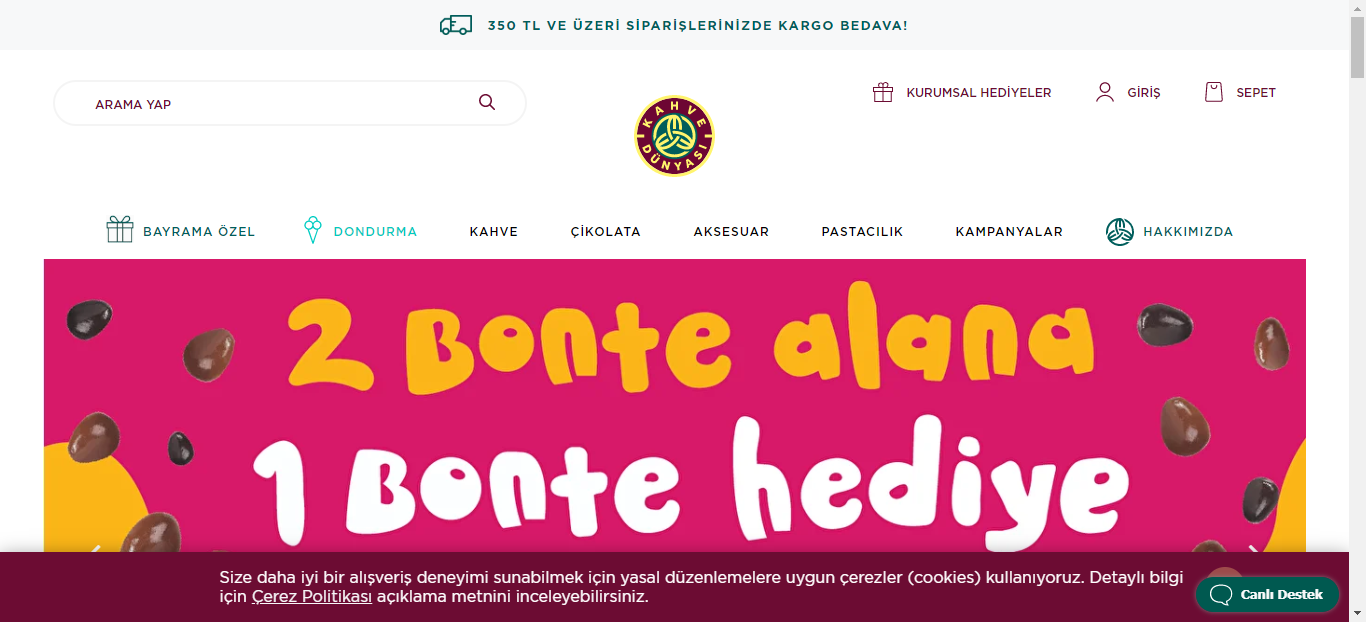 350 TL VE ÜZERİ SİPARİŞLERİNİZDE KARGO BEDAVA!
ARAMA YAP
KAHVE DÜNYASI
KURUMSAL HEDİYELER
GİRİŞ
SEPET
BAYRAMA ÖZEL
DONDURMA
KAHVE
ÇİKOLATA
AKSESUAR
PASTACILIK
KAMPANYALAR
HAKKIMIZDA
2 Bonte alana
1 Bonte hediye
Size daha iyi bir alışveriş deneyimi sunabilmek için yasal düzenlemelere uygun çerezler (cookies) kullanıyoruz. Detaylı bilgi
için Çerez Politikası açıklama metnini inceleyebilirsiniz.
Canlı Destek